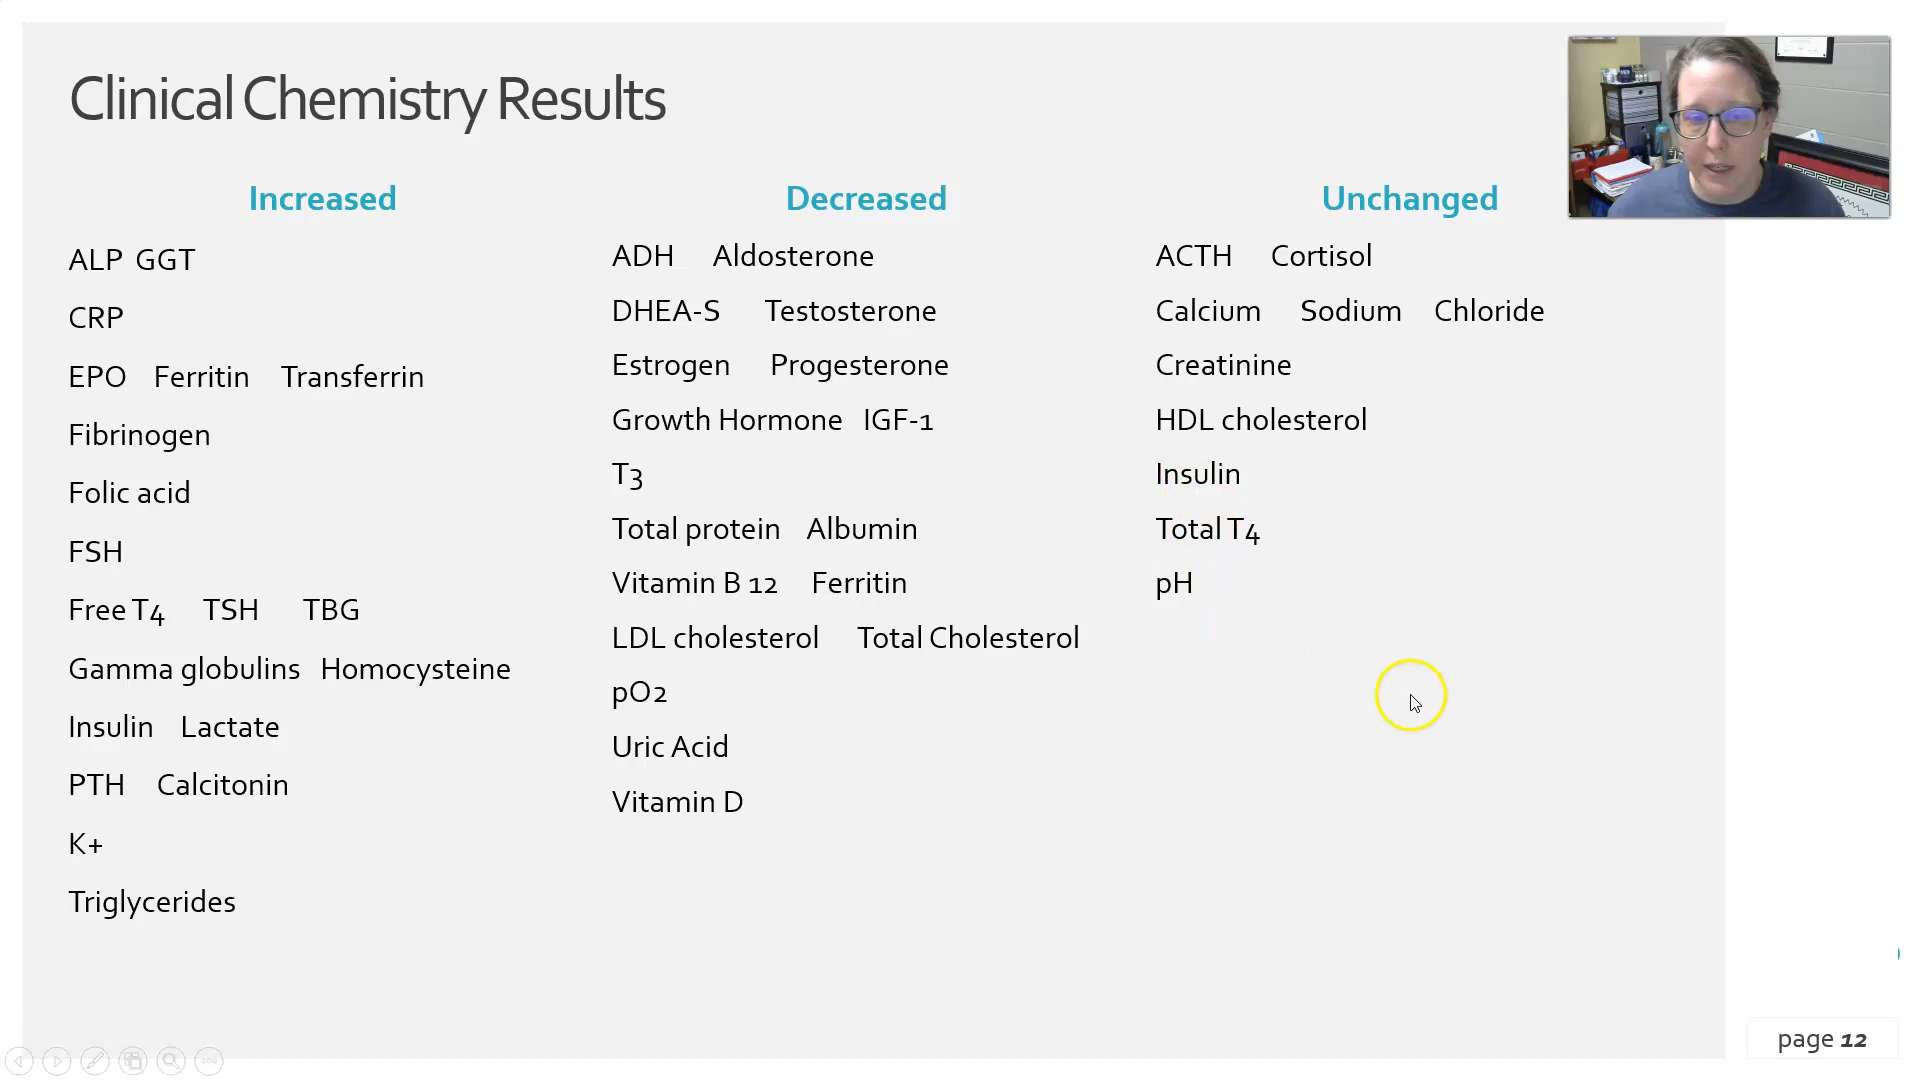 Clinical Chemistry Results
Increased
ALP GGT
CRP
EPO Ferritin Transferrin
Fibrinogen
Folic acid
FSH
Free T4 TSH TBG
Gamma globulins Homocysteine
Insulin Lactate
PTH Calcitonin
K+
Triglycerides
Decreased
ADH Aldosterone
DHEA-S Testosterone
Estrogen Progesterone
Growth Hormone IGF-1
T3
Total protein Albumin
Vitamin B 12 Ferritin
LDL cholesterol Total Cholesterol
pO2
Uric Acid
Vitamin D
Unchanged
ACTH Cortisol
Calcium Sodium Chloride
Creatinine
HDL cholesterol
Insulin
Total T4
pH
page 12